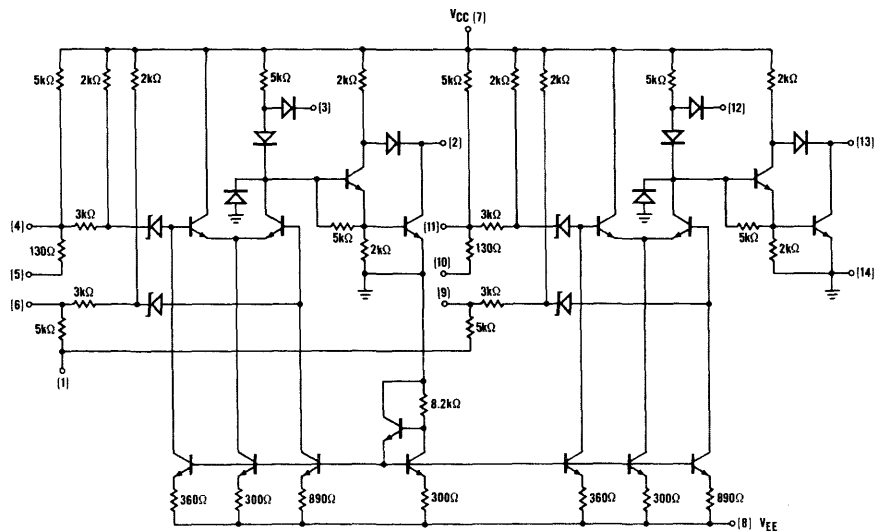 VCC (7)
5kΩ 2kΩ 2kΩ 5kΩ 2kΩ 5kΩ 2kΩ 2kΩ 5kΩ 2kΩ
(3) (12)
(2) (13)
(4) 3kΩ (11) 3kΩ
5kΩ 5kΩ
130Ω 2kΩ 130Ω 2kΩ
(5) (10) (14)
(6) 3kΩ (9) 3kΩ
5kΩ 5kΩ
(1)
8.2kΩ
360Ω 300Ω 890Ω 300Ω 360Ω 300Ω 890Ω
(8) VEE